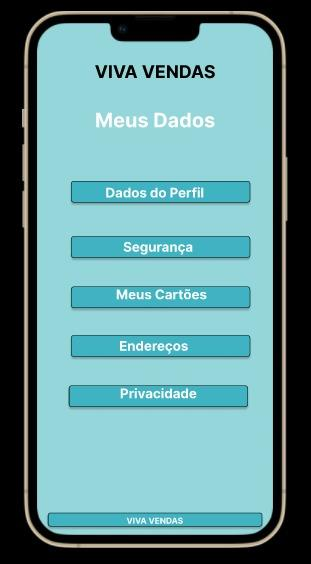 VIVA VENDAS
Meus Dados
Dados do Perfil
Segurança
Meus Cartões
Endereços
Privacidade
VIVA VENDAS